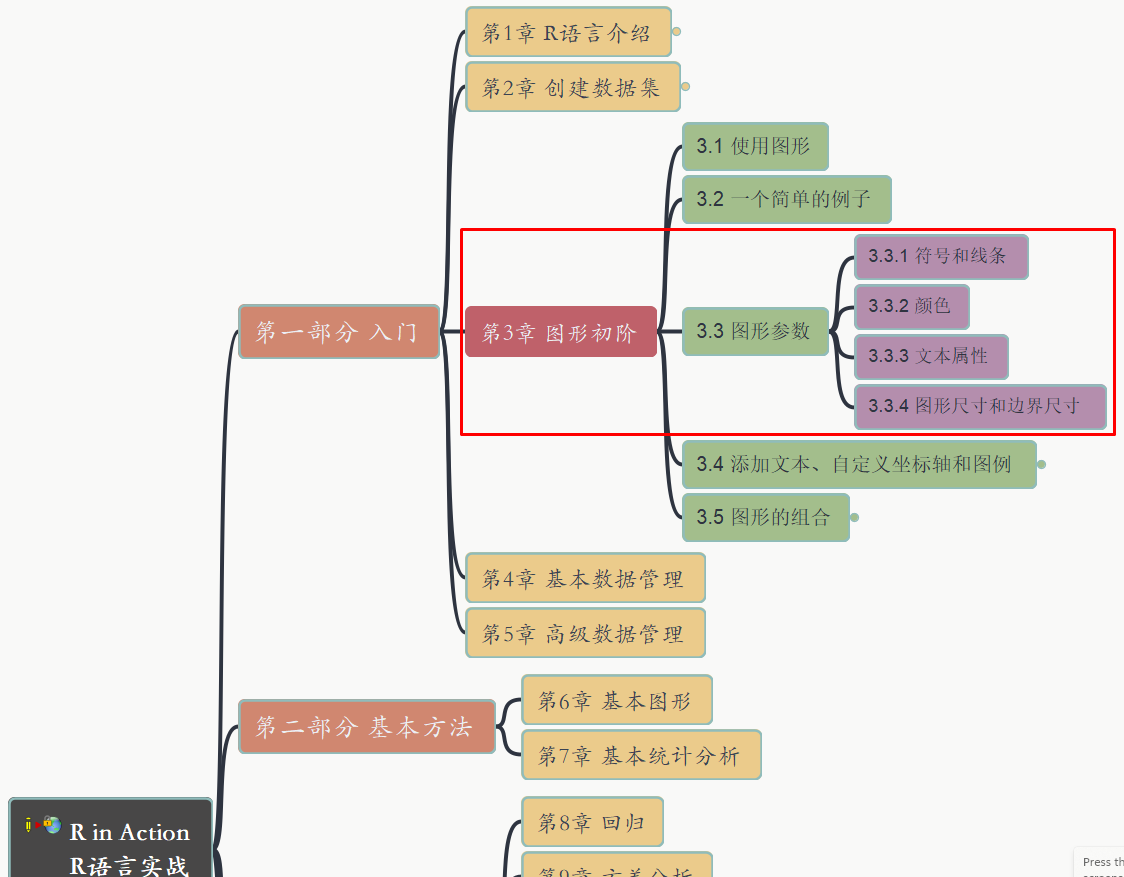 第1章 R语言介绍
第2章 创建数据集
3.1 使用图形
3.2 一个简单的例子
3.3.1 符号和线条
3.3.2 颜色
第一部分 入门
第3章 图形初阶
3.3 图形参数
3.3.3 文本属性
3.3.4 图形尺寸和边界尺寸
3.4 添加文本、自定义坐标轴和图例
3.5 图形的组合
第4章 基本数据管理
第5章 高级数据管理
第6章 基本图形
第二部分 基本方法
第7章 基本统计分析
第8章 回归
R in Action
R语言实战
第9章 方差分析
Press th